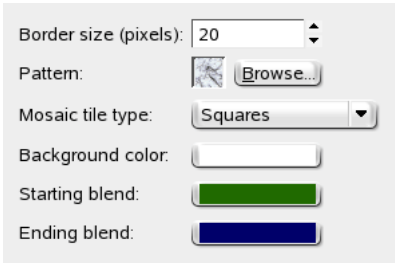 Border size (pixels): 20
Pattern: Browse...
Mosaic tile type: Squares
Background color:
Starting blend:
Ending blend: